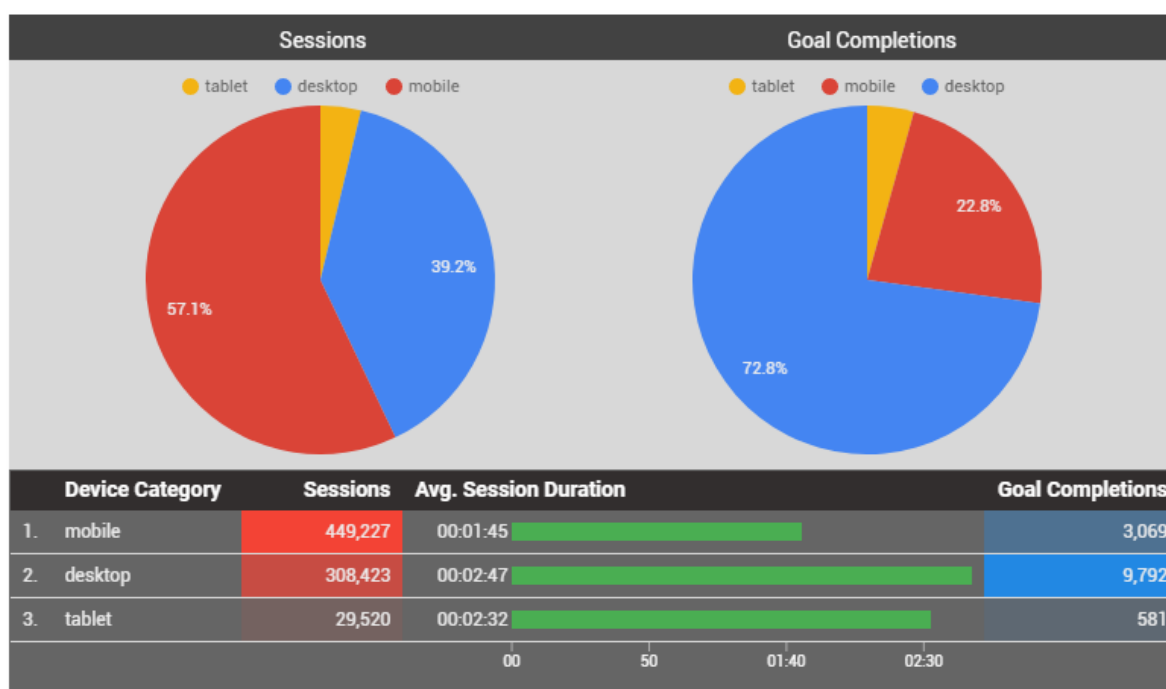 Sessions Goal Completions
tablet desktop mobile tablet mobile desktop
22.8%
39.2%
57.1%
72.8%
Device Category Sessions Avg. Session Duration Goal Completions
1. mobile 449,227 00:01:45 3,069
2. desktop 308,423 00:02:47 9,792
3. tablet 29,520 00:02:32 581
00 50 01:40 02:30